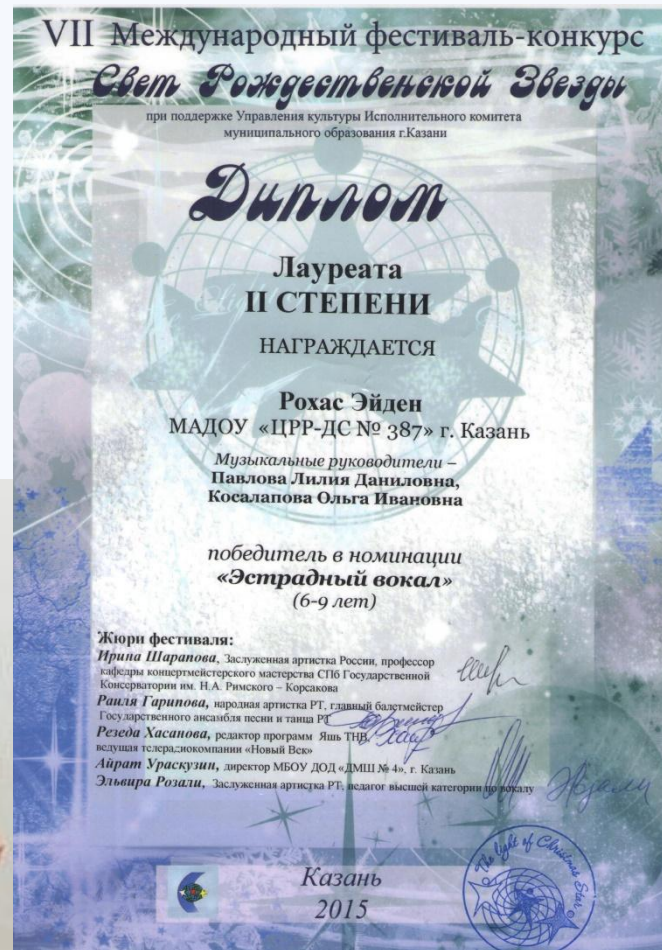 VII Международный фестиваль-конкурс
Свет Рождественской Звезды
при поддержке Управления культуры Исполнительного комитета
муниципального образования г.Казани
Диплом
Лауреата
II СТЕПЕНИ
НАГРАЖДАЕТСЯ
Рохас Эйден
МАДОУ «ЦРР-ДС № 387» г. Казань
Музыкальные руководители –
Павлова Лилия Даниловна,
Косалапова Ольга Ивановна
победитель в номинации
«Эстрадный вокал»
(6-9 лет)
Жюри фестиваля:
Ирина Шарапова, Заслуженная артистка России, профессор
кафедры концертмейстерского мастерства СПб Государственной
Консерватории им. Н.А. Римского – Корсакова
Раиля Гарипова, народная артистка РТ, главный балетмейстер
Государственного ансамбля песни и танца РТ
Резеда Хасанова, редактор программ Яшь ТНВ,
ведущая телерадиокомпании «Новый Век»
Айрат Ураскузин, директор МБОУ ДОД «ДМШ № 4», г. Казань
Эльвира Розали, Заслуженная артистка РТ, педагог высшей категории по вокалу
Казань
2015
The light of Christmas Star